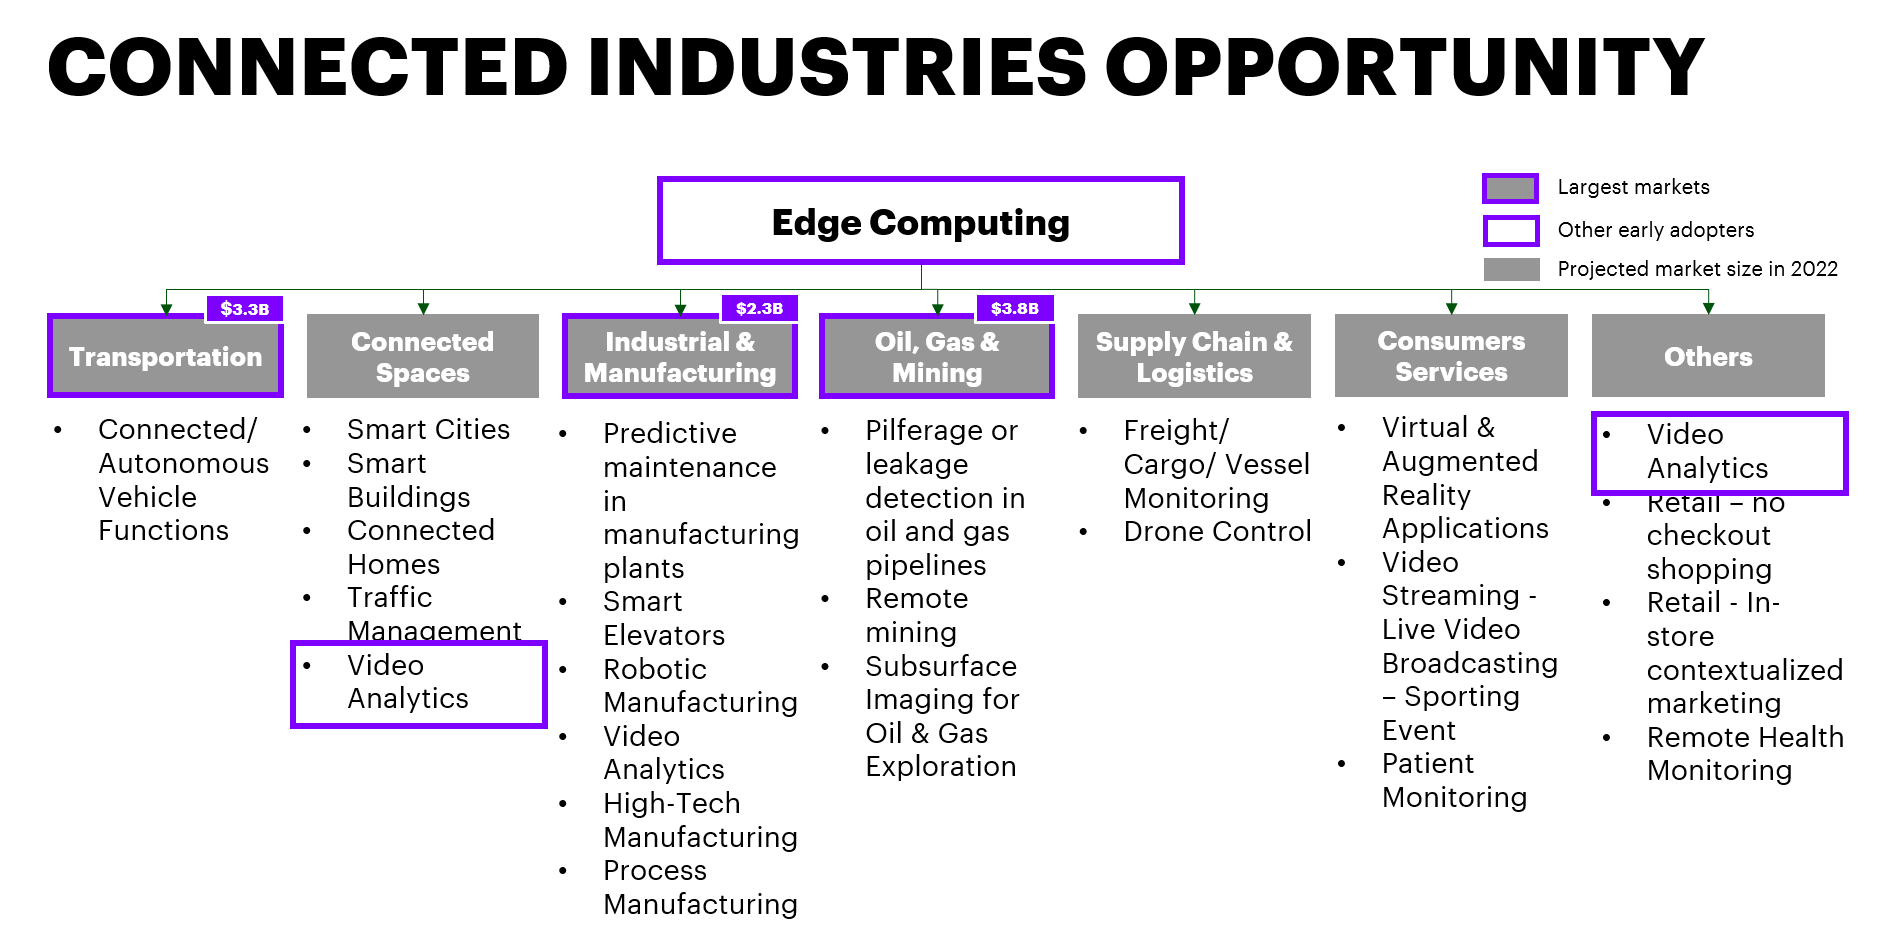 CONNECTED INDUSTRIES OPPORTUNITY
Edge Computing
Largest markets
Other early adopters
Projected market size in 2022
$3.3B
Transportation
• Connected/
Autonomous
Vehicle
Functions
Connected
Spaces
• Smart Cities
• Smart
Buildings
• Connected
Homes
• Traffic
Management
• Video
Analytics
$2.3B
Industrial &
Manufacturing
• Predictive
maintenance
in
manufacturing
plants
• Smart
Elevators
• Robotic
Manufacturing
• Video
Analytics
• High-Tech
Manufacturing
• Process
Manufacturing
$3.8B
Oil, Gas &
Mining
• Pilferage or
leakage
detection in
oil and gas
pipelines
• Remote
mining
• Subsurface
Imaging for
Oil & Gas
Exploration
Supply Chain &
Logistics
• Freight/
Cargo/ Vessel
Monitoring
• Drone Control
Consumers
Services
• Virtual &
Augmented
Reality
Applications
• Video
Streaming -
Live Video
Broadcasting
– Sporting
Event
• Patient
Monitoring
Others
• Video
Analytics
• Retail – no
checkout
shopping
• Retail - In-
store
contextualized
marketing
• Remote Health
Monitoring